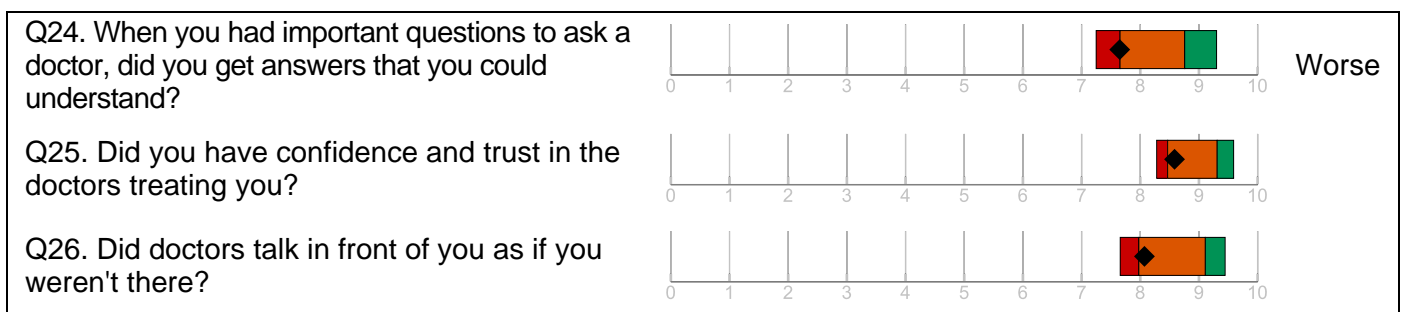 Q24. When you had important questions to ask a
doctor, did you get answers that you could
understand?
0 1 2 3 4 5 6 7 8 9 10
Worse
Q25. Did you have confidence and trust in the
doctors treating you?
0 1 2 3 4 5 6 7 8 9 10
Q26. Did doctors talk in front of you as if you
weren't there?
0 1 2 3 4 5 6 7 8 9 10